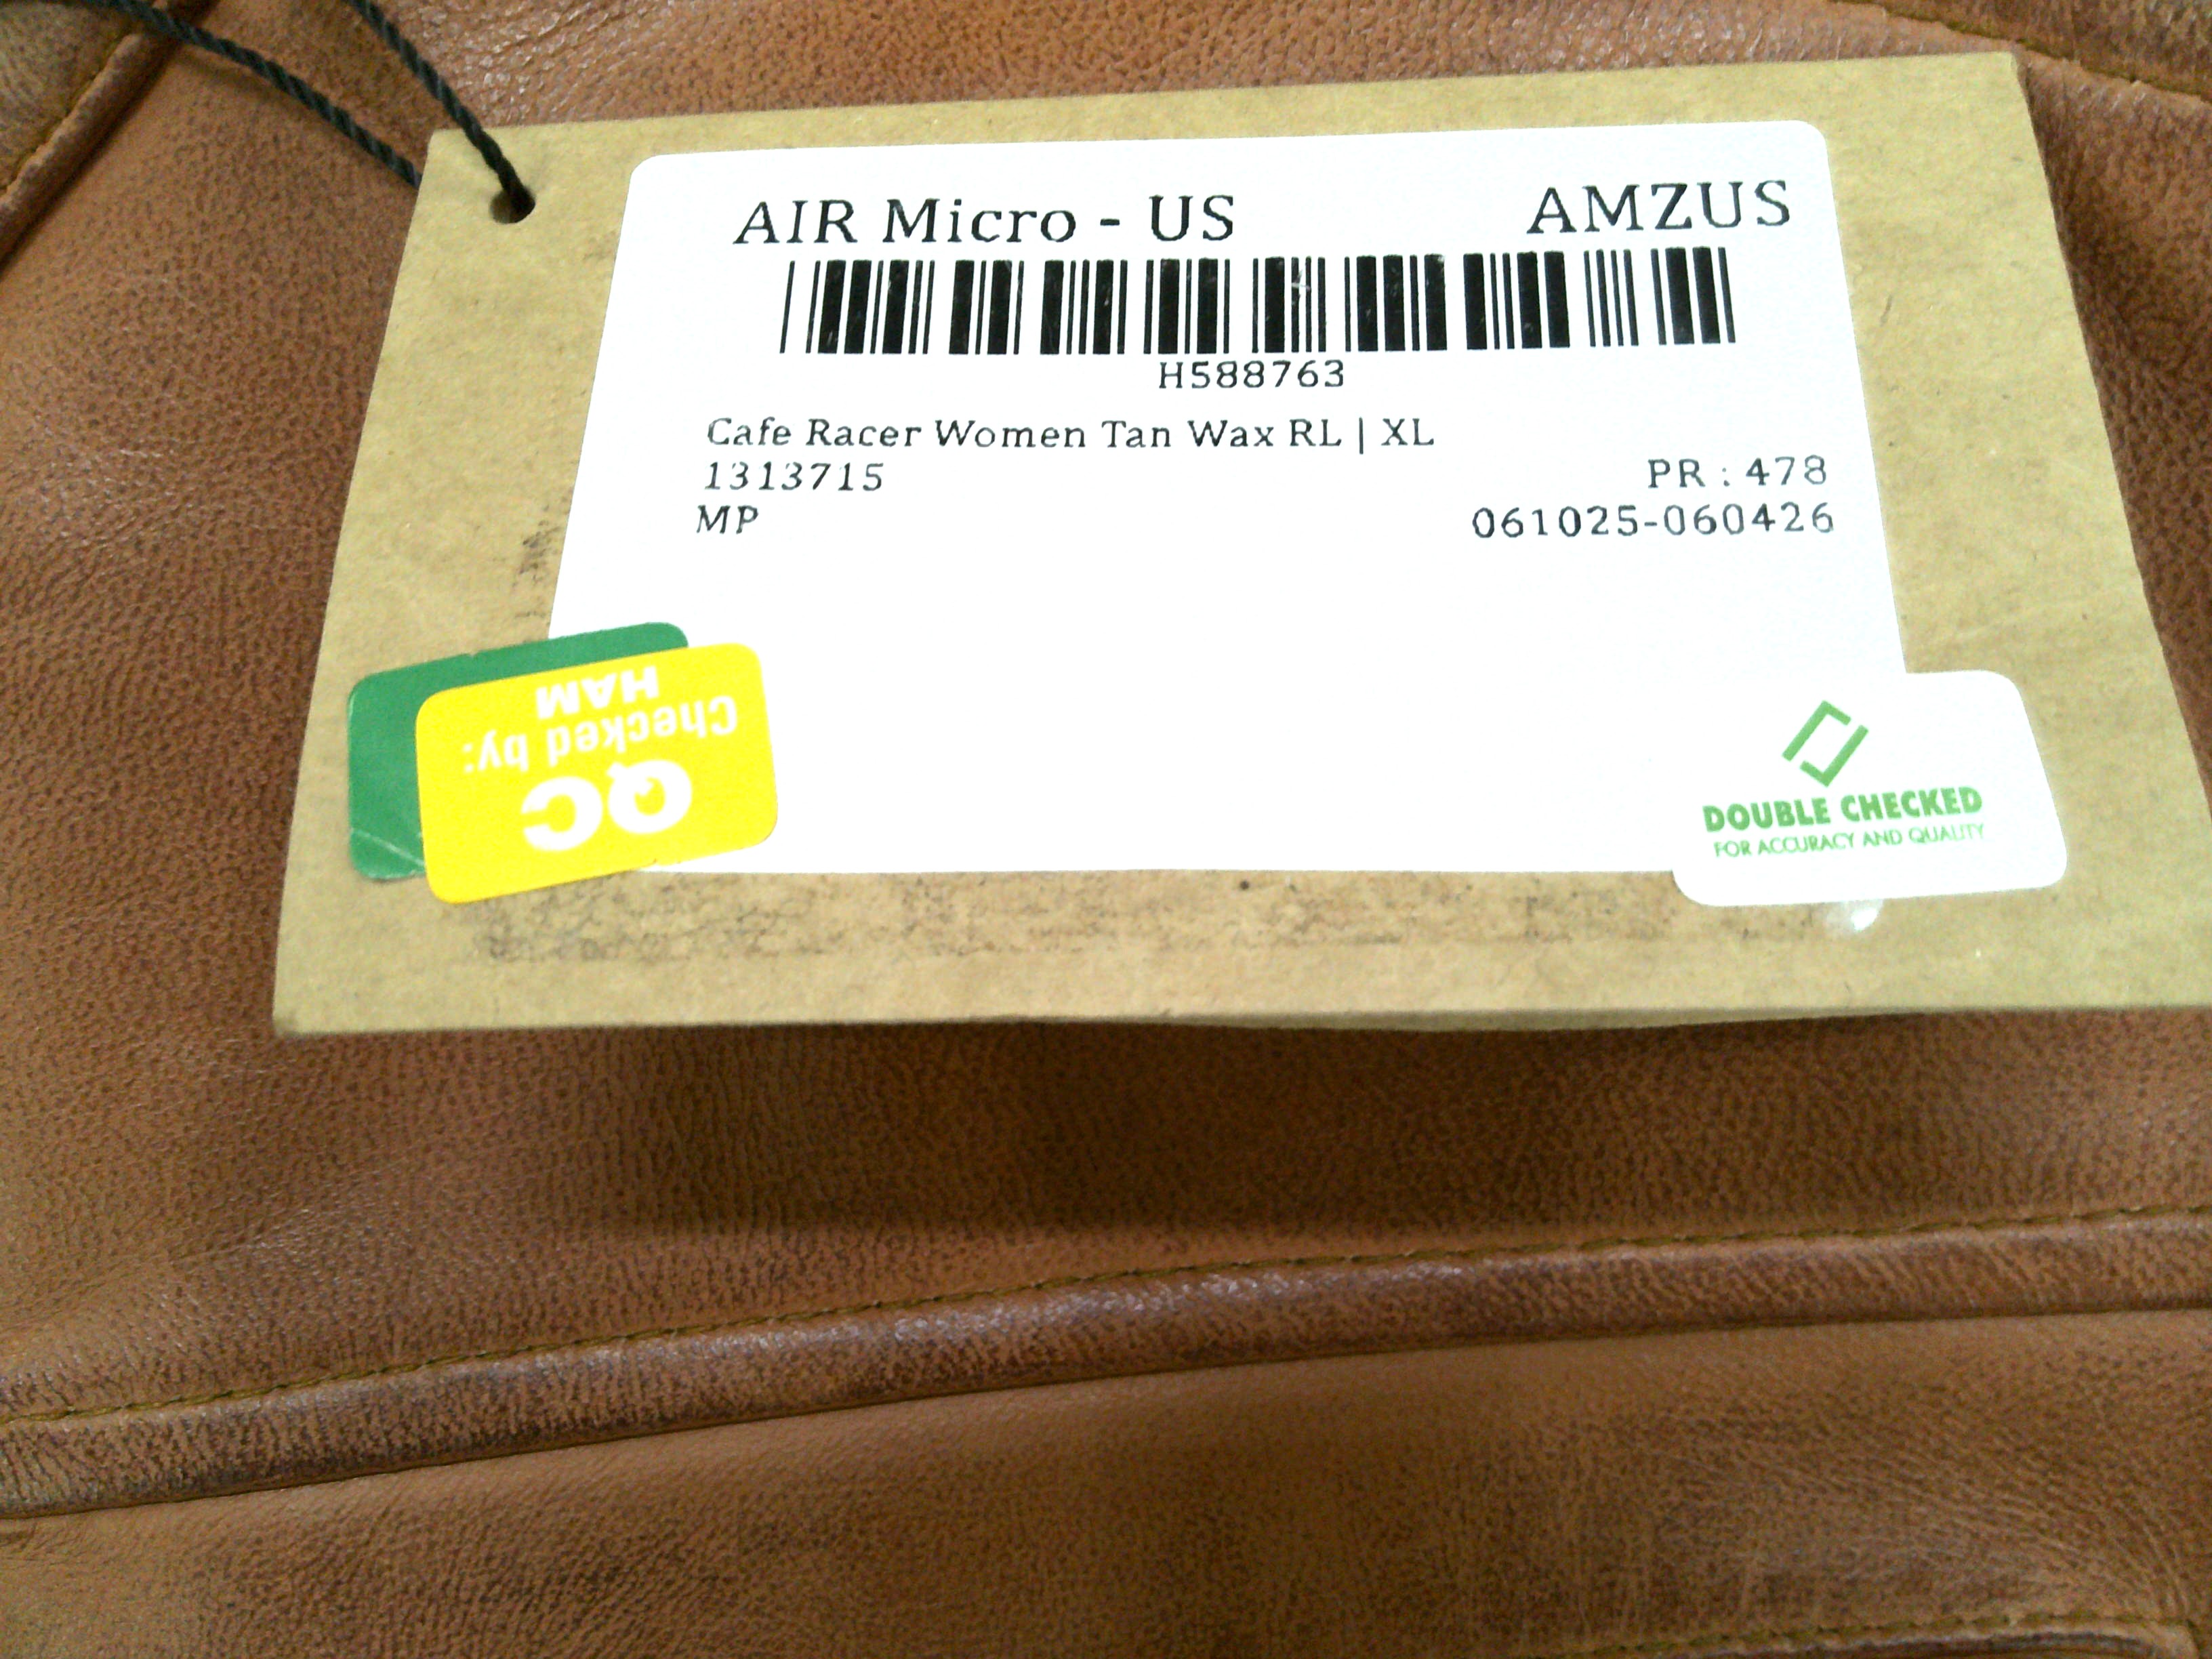 AIR Micro - US AMZUS
H588763
Cafe Racer Women Tan Wax RL | XL
1313715 PR : 478
MP 061025-060426
QC
Checked by:
HAM
DOUBLE CHECKED
FOR ACCURACY AND QUALITY